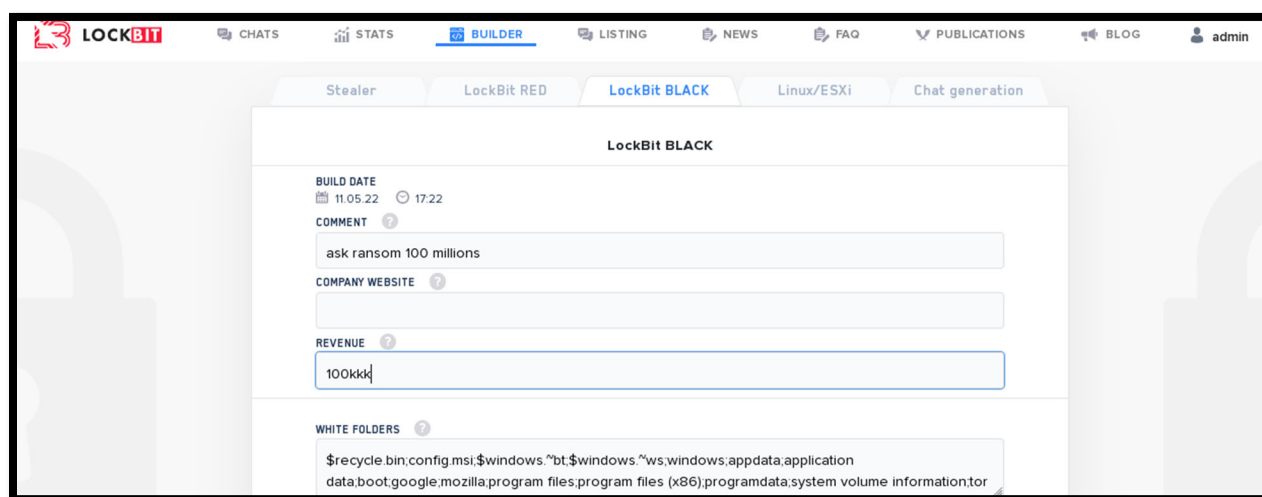 LOCKBIT CHATS STATS BUILDER LISTING NEWS FAQ PUBLICATIONS BLOG admin
Stealer LockBit RED LockBit BLACK Linux/ESXi Chat generation
LockBit BLACK
BUILD DATE
11.05.22 17:22
COMMENT ?
ask ransom 100 millions
COMPANY WEBSITE ?
REVENUE ?
100kkk
WHITE FOLDERS ?
$recycle.bin;config.msi;$windows.~bt;$windows.~ws;windows;appdata;application
data;boot;google;mozilla;program files;program files (x86);programdata;system volume information;tor